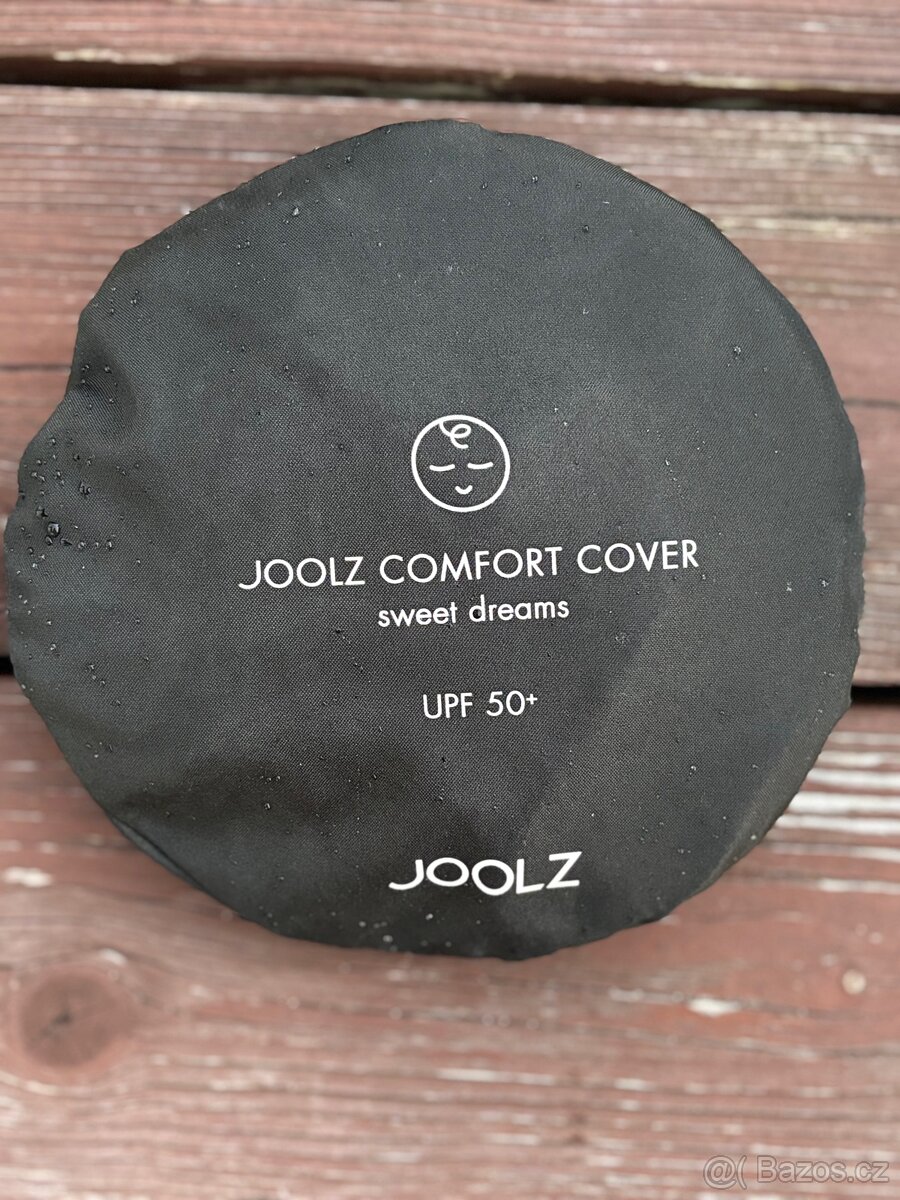 JOOLZ COMFORT COVER
sweet dreams
UPF 50+
JOOLZ
@( Bazos.cz